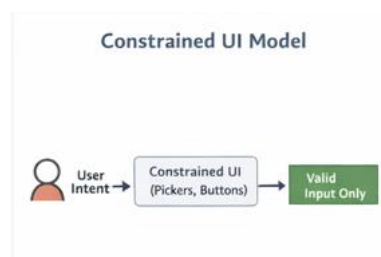 Constrained UI Model
User
Intent
Constrained UI
(Pickers, Buttons)
Valid
Input Only